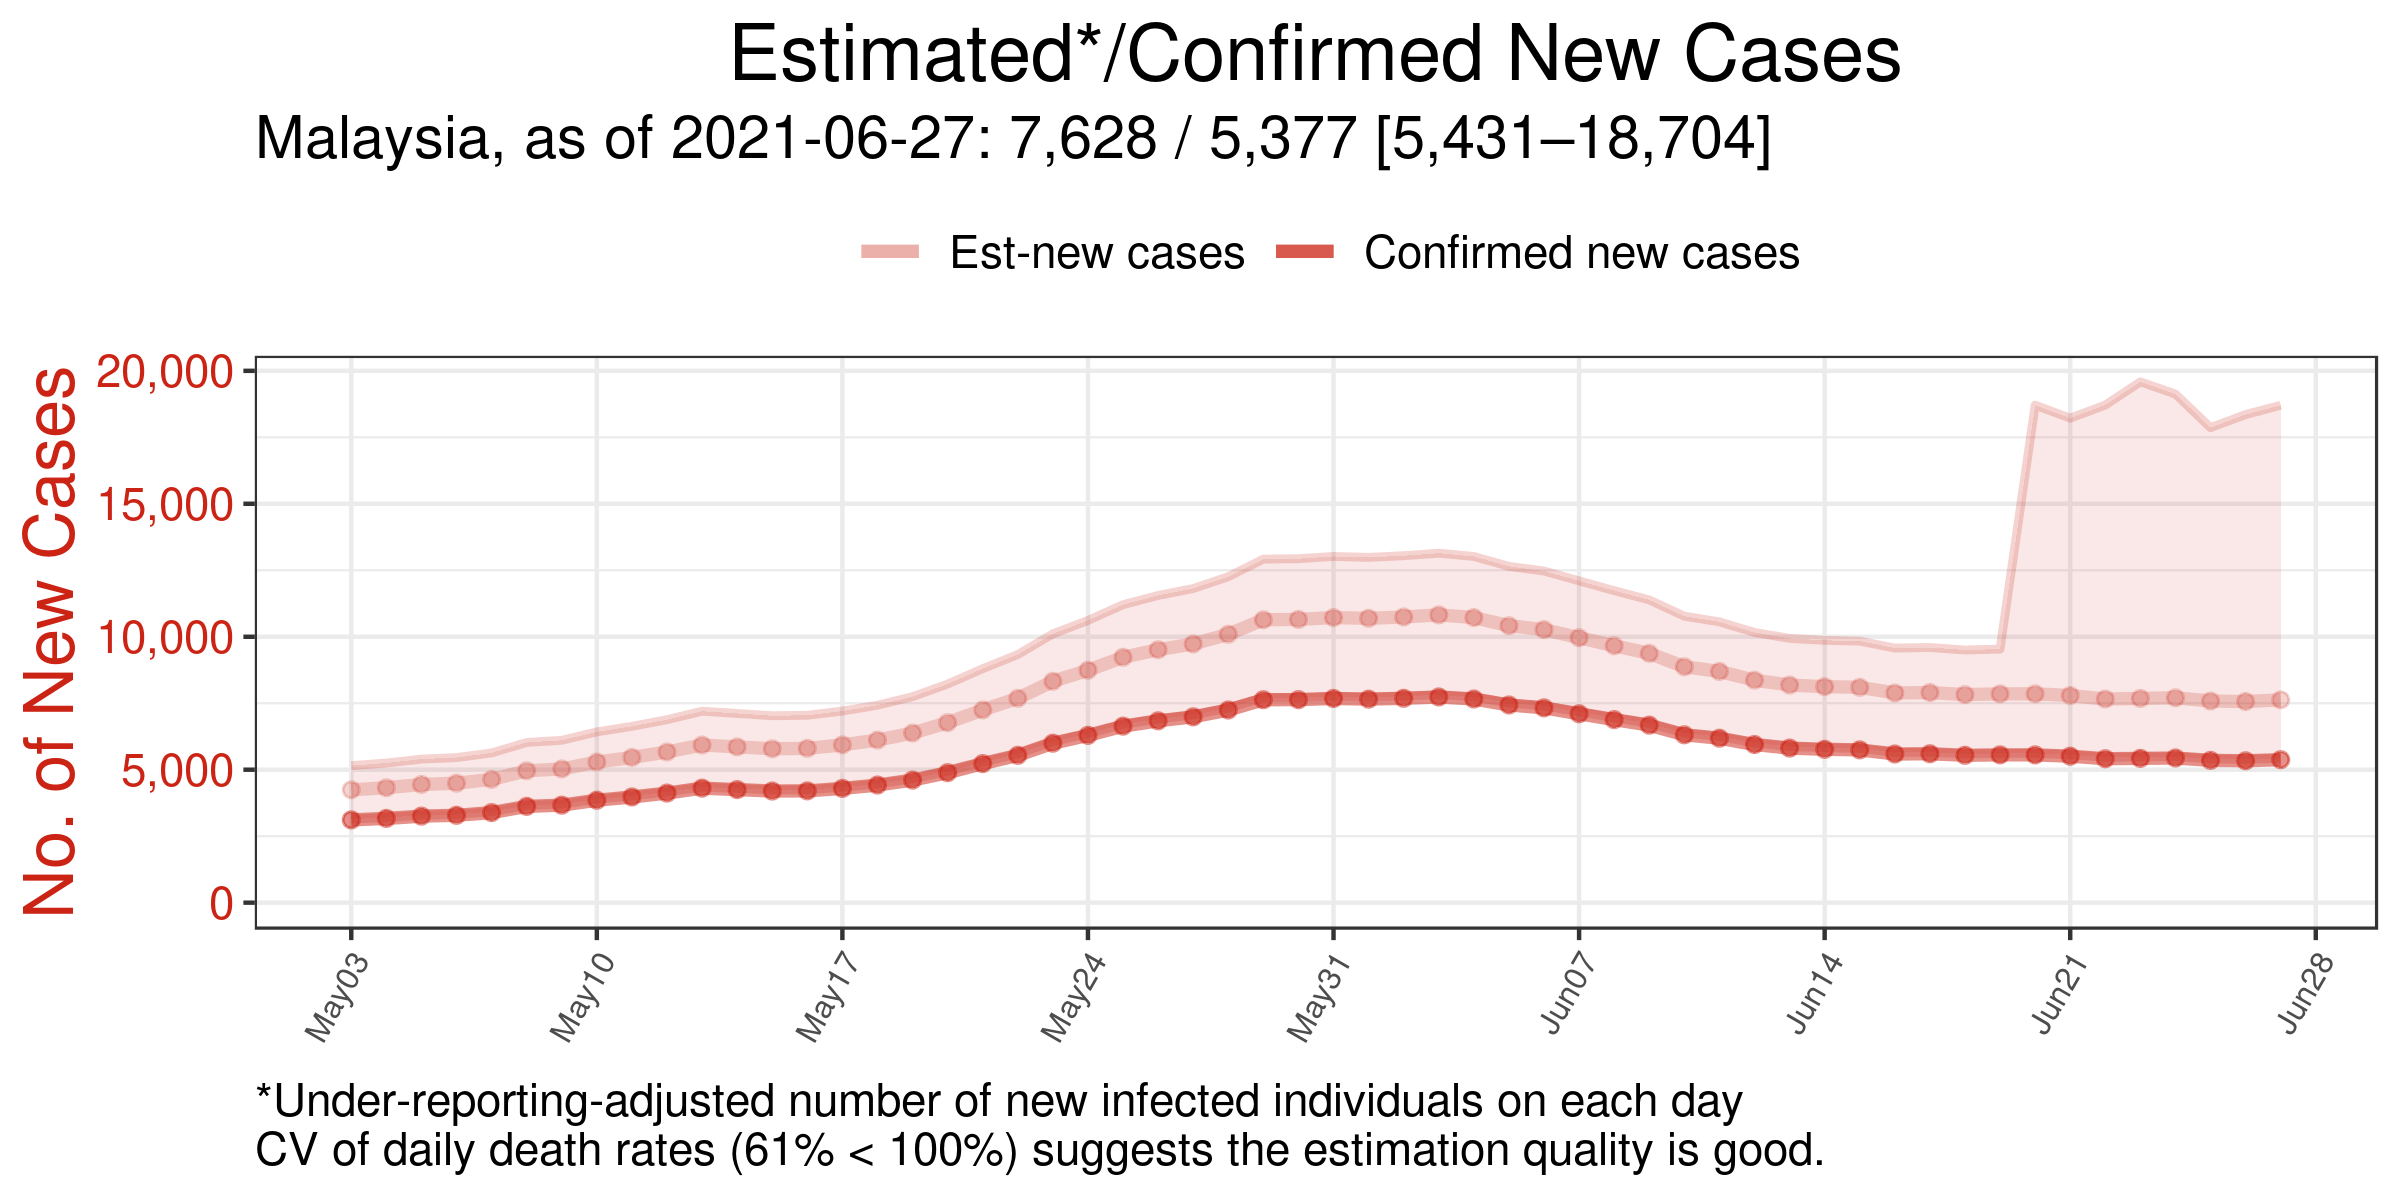 Estimated*/Confirmed New Cases
Malaysia, as of 2021-06-27: 7,628 / 5,377 [5,431–18,704]
Est-new cases
Confirmed new cases
No. of New Cases
20,000
15,000
10,000
5,000
0
May03
May10
May17
May24
May31
Jun07
Jun14
Jun21
Jun28
*Under-reporting-adjusted number of new infected individuals on each day
CV of daily death rates (61% < 100%) suggests the estimation quality is good.